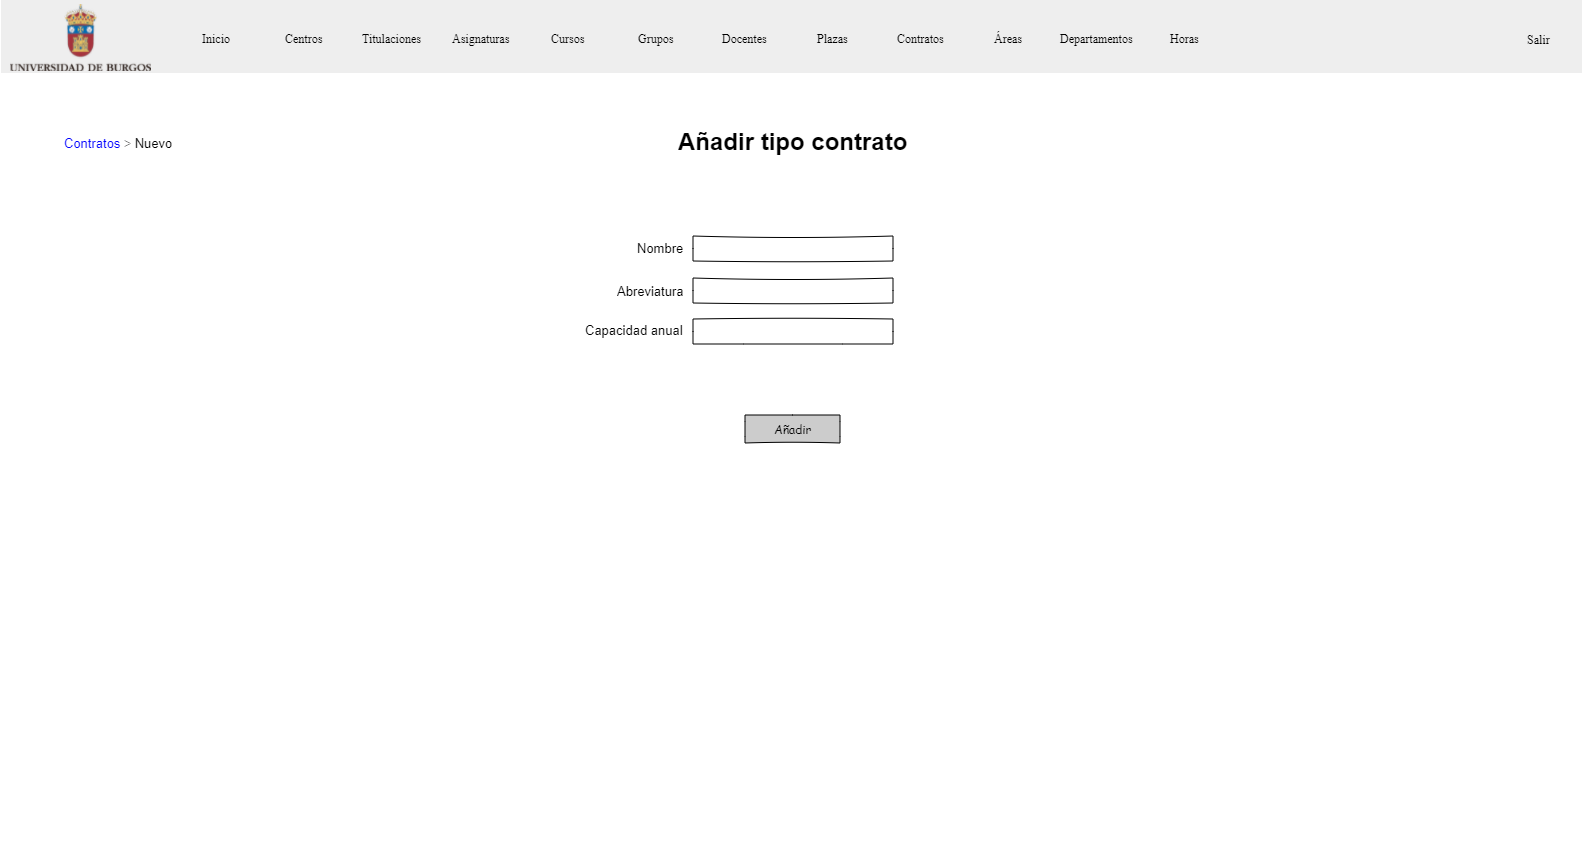 UNIVERSIDAD DE BURGOS
Inicio Centros Titulaciones Asignaturas Cursos Grupos Docentes Plazas Contratos Áreas Departamentos Horas Salir
Contratos > Nuevo
Añadir tipo contrato
Nombre
Abreviatura
Capacidad anual
Añadir